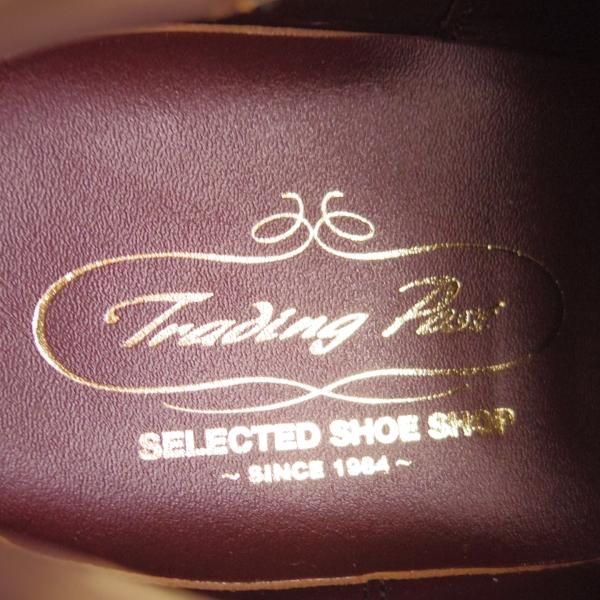 Trading Post
SELECTED SHOE SHOP
~ SINCE 1984 ~